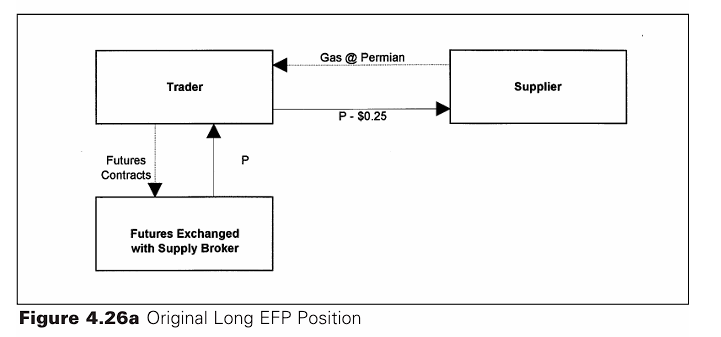 Gas @ Permian
Trader
Supplier
P - $0.25
Futures
Contracts
P
Futures Exchanged
with Supply Broker
Figure 4.26a Original Long EFP Position